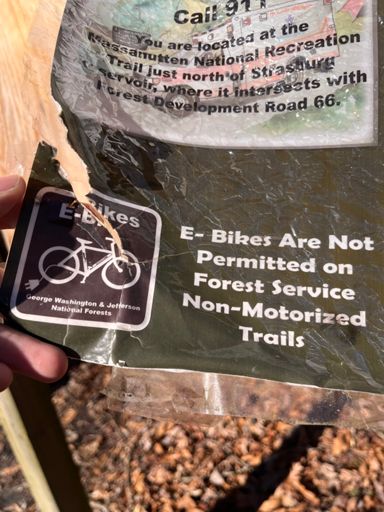 Call 911
You are located at the
Massanutten National Recreation
Trail just north of Strasburg
Reservoir, where it interseats with
Forest Development Road 66.
E-Bikes
George Washington & Jefferson
National Forests
E- Bikes Are Not
Permitted on
Forest Service
Non-Motorized
Trails